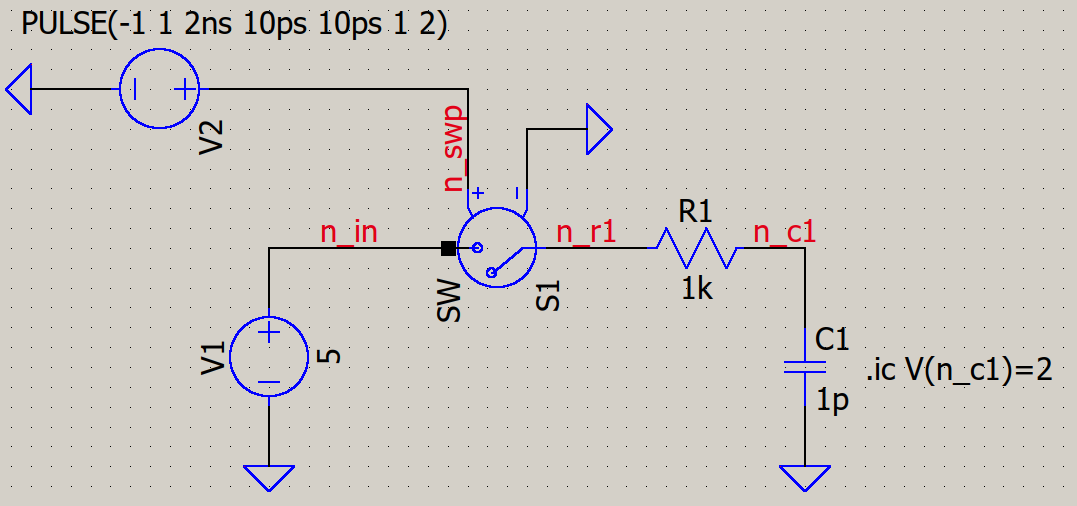 PULSE(-1 1 2ns 10ps 10ps 1 2)
V2
n_swp
n_in
n_r1
R1
n_c1
SW
S1
1k
V1
5
C1
.ic V(n_c1)=2
1p